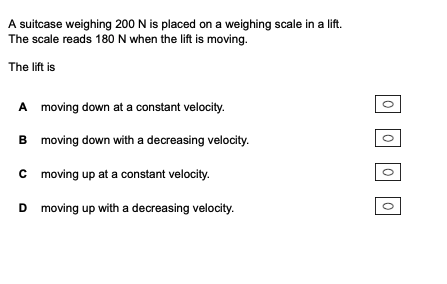 A suitcase weighing 200 N is placed on a weighing scale in a lift.
The scale reads 180 N when the lift is moving.
The lift is
A moving down at a constant velocity.
B moving down with a decreasing velocity.
C moving up at a constant velocity.
D moving up with a decreasing velocity.